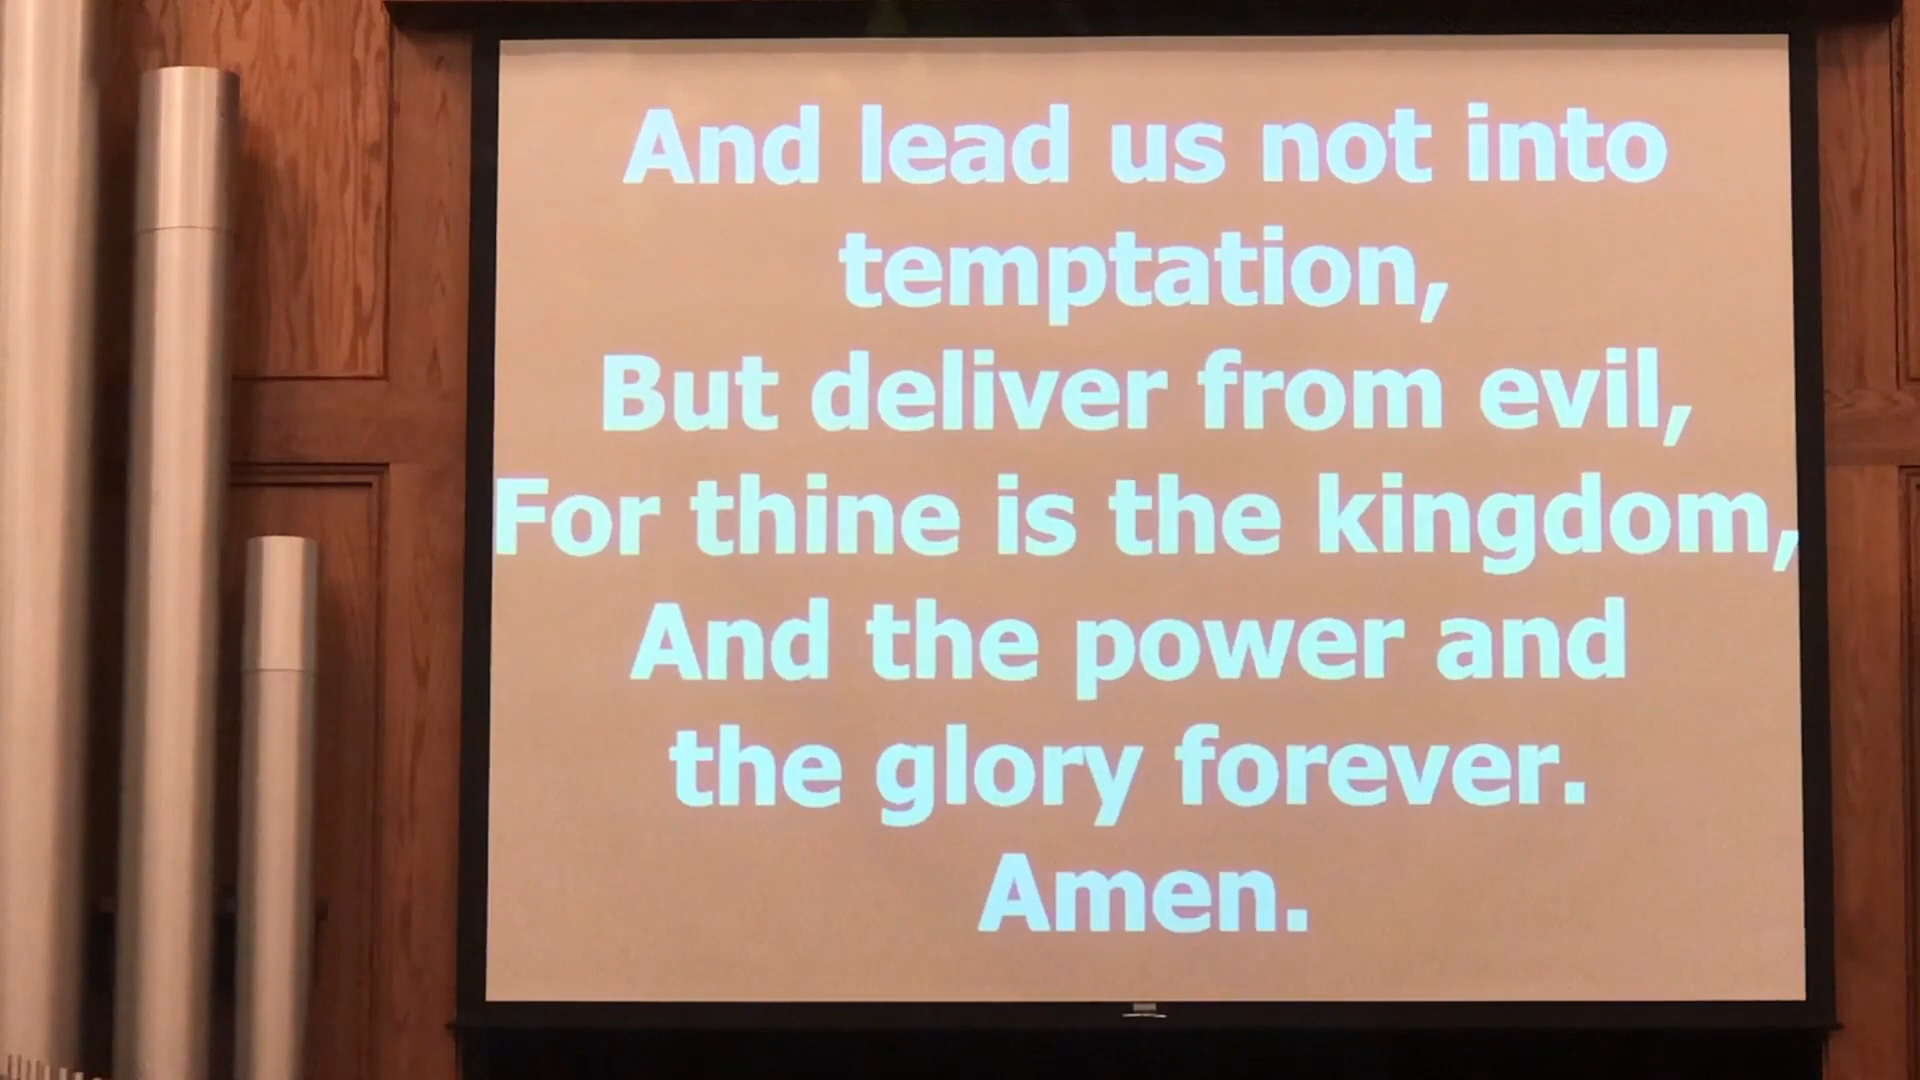 And lead us not into
temptation,
But deliver from evil,
For thine is the kingdom,
And the power and
the glory forever.
Amen.